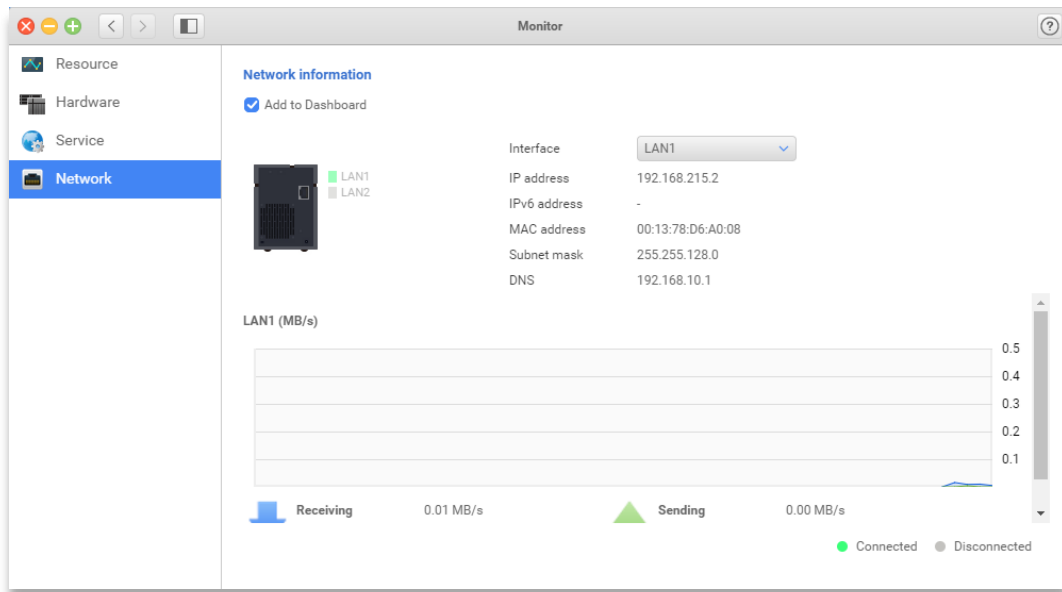 Monitor
?
Resource
Hardware
Service
Network
Network information
Add to Dashboard
LAN1
LAN2
Interface LAN1
IP address 192.168.215.2
IPv6 address -
MAC address 00:13:78:D6:A0:08
Subnet mask 255.255.128.0
DNS 192.168.10.1
LAN1 (MB/s)
0.5
0.4
0.3
0.2
0.1
Receiving 0.01 MB/s Sending 0.00 MB/s
Connected Disconnected